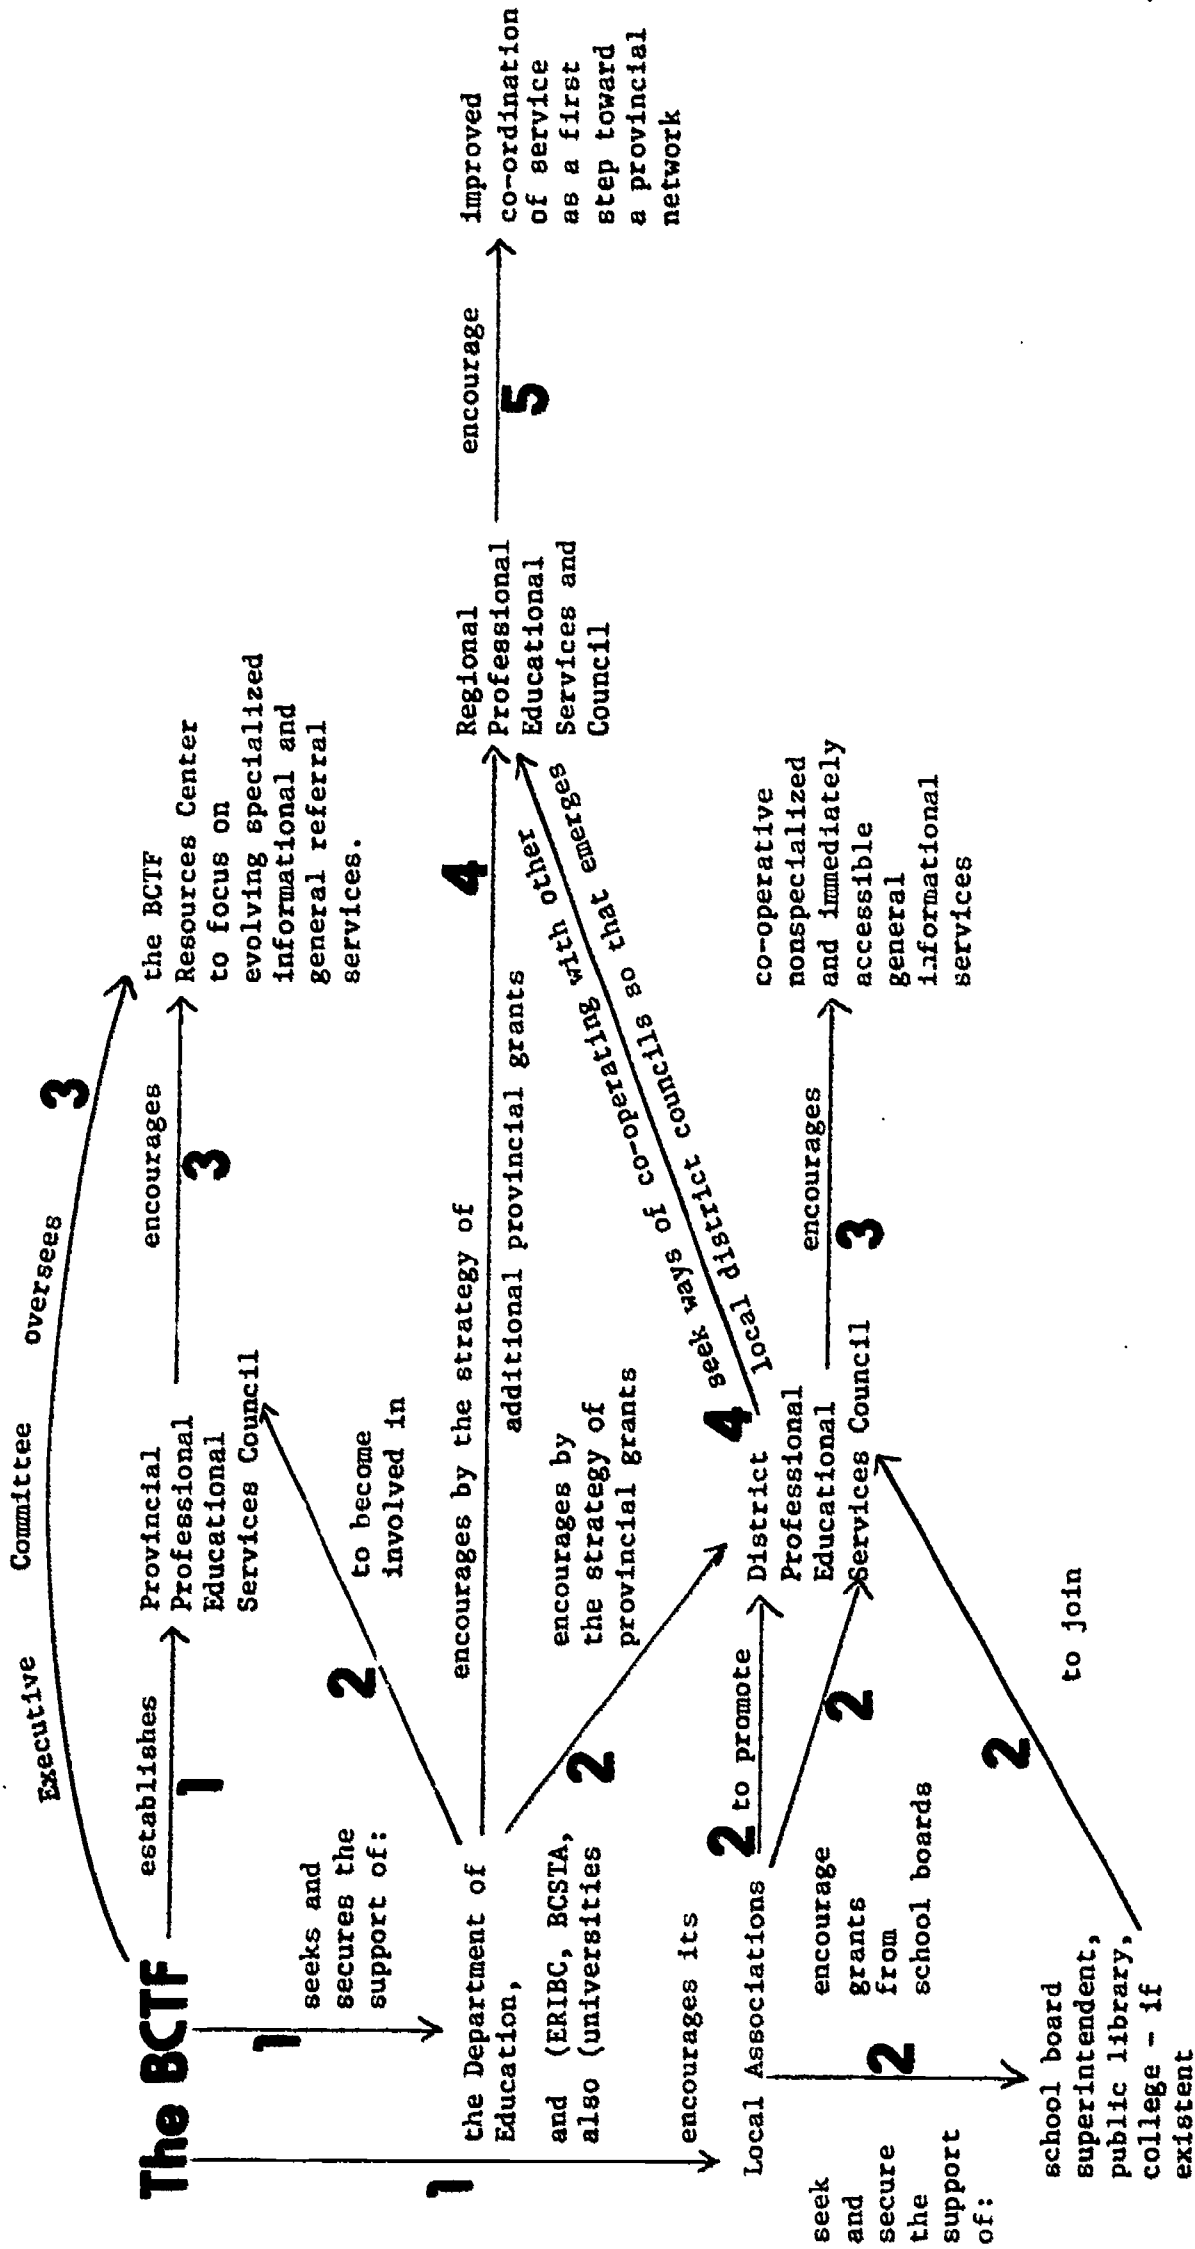 Executive Committee oversees
3
The BCTF
establishes
1
Provincial
Professional
Educational
Services Council
encourages
3
the BCTF
Resources Center
to focus on
evolving specialized
informational and
general referral
services.
1
seeks and
secures the
support of:
2
to become
involved in
the Department of
Education,
and (ERIBC, BCSTA,
also (universities
encourages by the strategy of
additional provincial grants
4
Regional
Professional
Educational
Services and
Council
encourage
5
improved
co-ordination
of service
as a first
step toward
a provincial
network
encourages by
the strategy of
provincial grants
2
4
seek ways of co-operating with other
local district councils so that emerges
1
encourages its
Local Associations
2 to promote
District
Professional
Educational
Services Council
encourages
3
co-operative
nonspecialized
and immediately
accessible
general
informational
services
encourage
grants
from
school boards
2
seek
and
secure
the
support
of:
2
school board
superintendent,
public library,
college - if
existent
2
to join